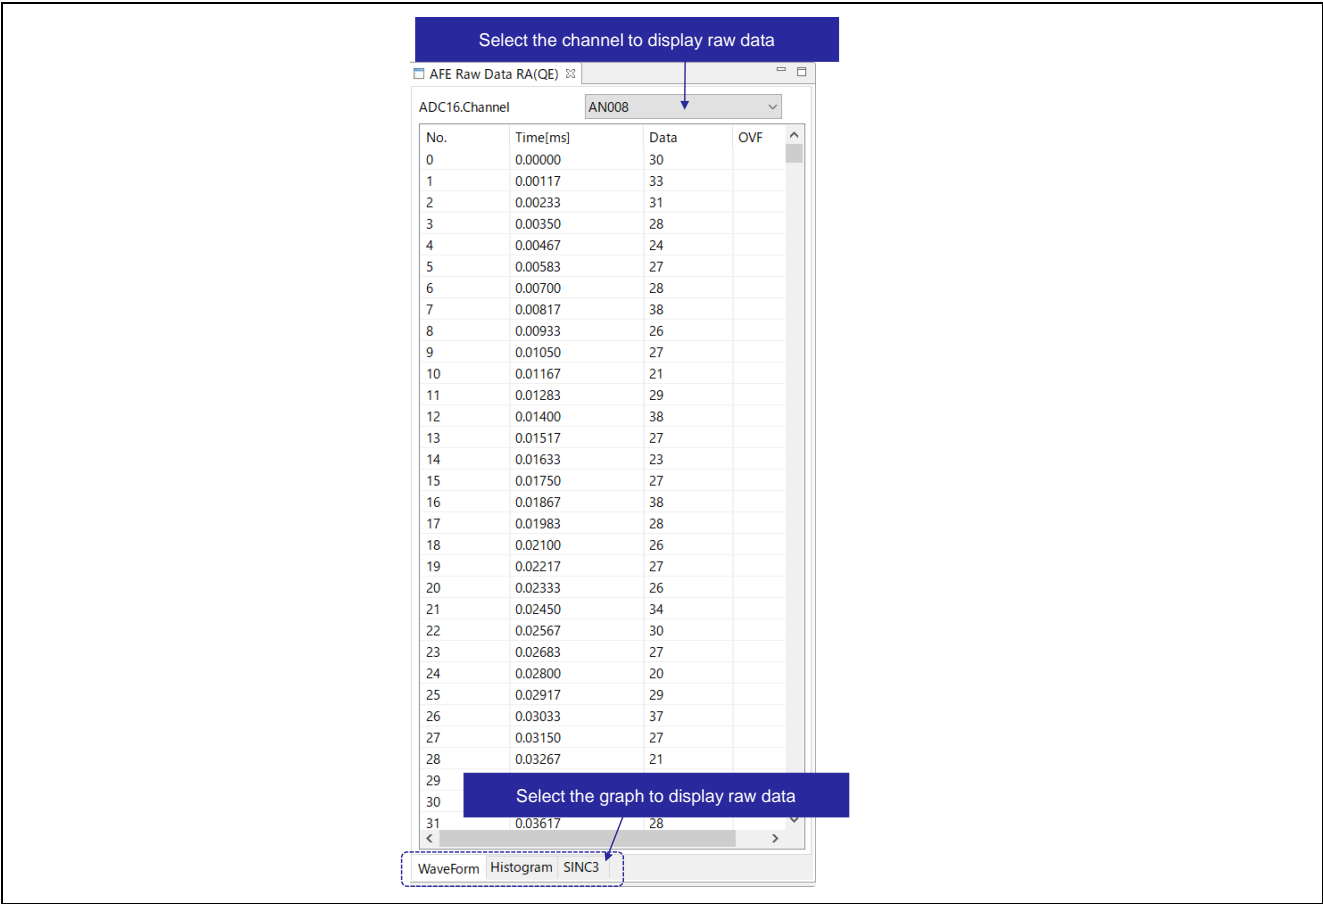 Select the channel to display raw data
AFE Raw Data RA(QE)
ADC16.Channel AN008
No. Time[ms] Data OVF
0 0.00000 30
1 0.00117 33
2 0.00233 31
3 0.00350 28
4 0.00467 24
5 0.00583 27
6 0.00700 28
7 0.00817 38
8 0.00933 26
9 0.01050 27
10 0.01167 21
11 0.01283 29
12 0.01400 38
13 0.01517 27
14 0.01633 23
15 0.01750 27
16 0.01867 38
17 0.01983 28
18 0.02100 26
19 0.02217 27
20 0.02333 26
21 0.02450 34
22 0.02567 30
23 0.02683 27
24 0.02800 20
25 0.02917 29
26 0.03033 37
27 0.03150 27
28 0.03267 21
29
Select the graph to display raw data
30
31 0.03617 28
WaveForm Histogram SINC3